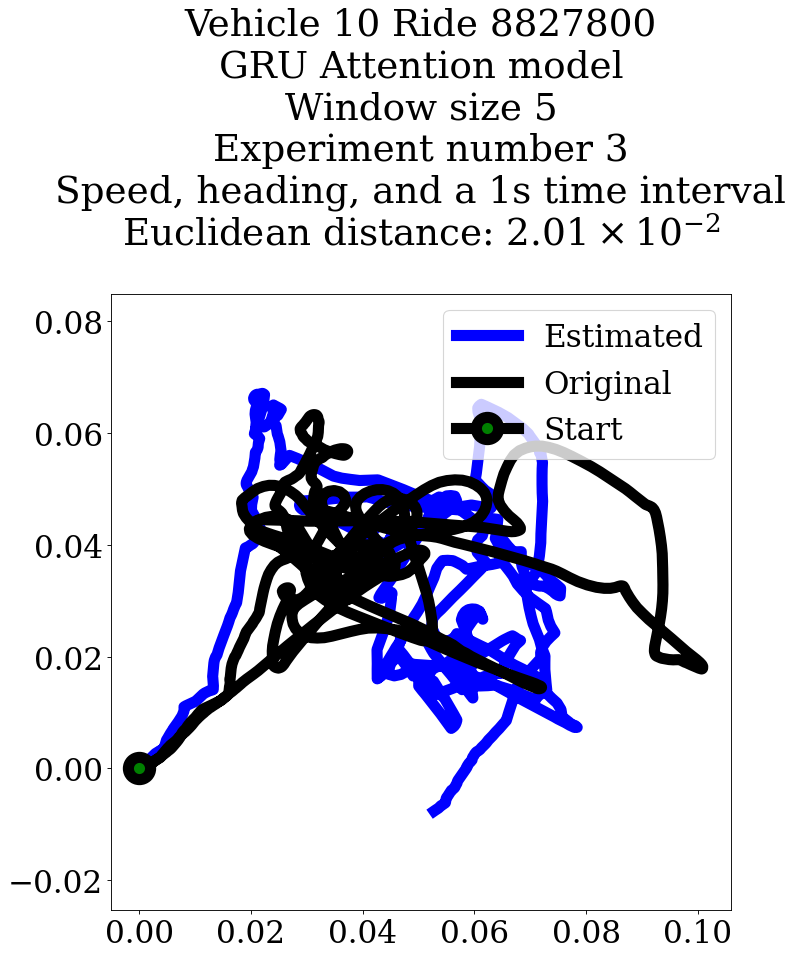 Vehicle 10 Ride 8827800
GRU Attention model
Window size 5
Experiment number 3
Speed, heading, and a 1s time interval
Euclidean distance: 2.01 × 10⁻²
Estimated
Original
Start
0.08
0.06
0.04
0.02
0.00
−0.02
0.00 0.02 0.04 0.06 0.08 0.10